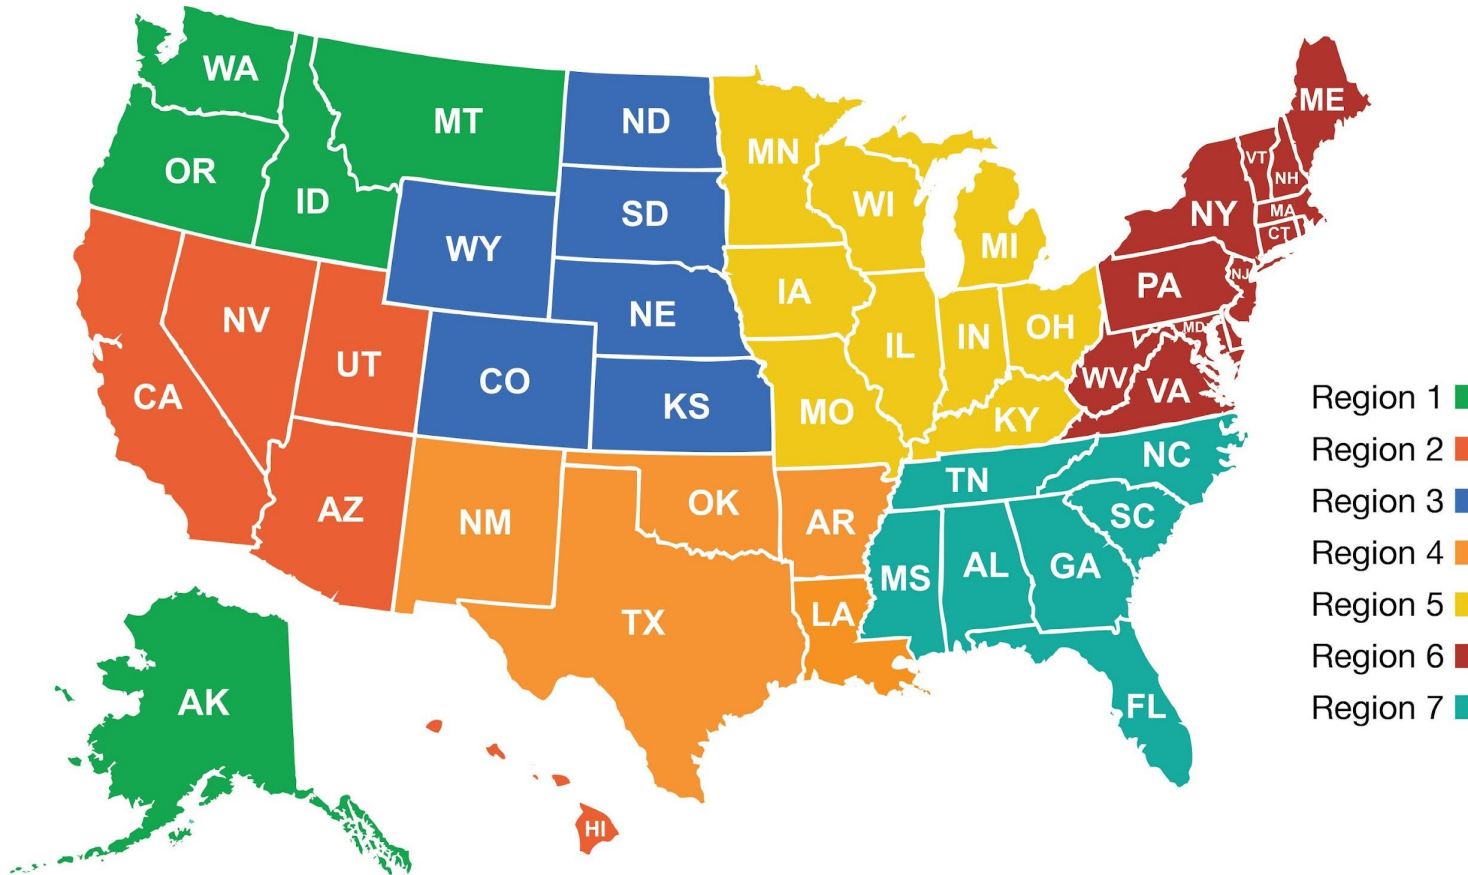 WA
MT
ND
MN
ME
OR
ID
SD
WI
VT
NH
NY
MA
CT
WY
MI
NJ
PA
IA
NE
NV
UT
CO
IL
IN
OH
MD
CA
KS
MO
KY
WV
VA
AZ
NM
OK
AR
TN
NC
SC
TX
LA
MS
AL
GA
FL
AK
HI
Region 1
Region 2
Region 3
Region 4
Region 5
Region 6
Region 7